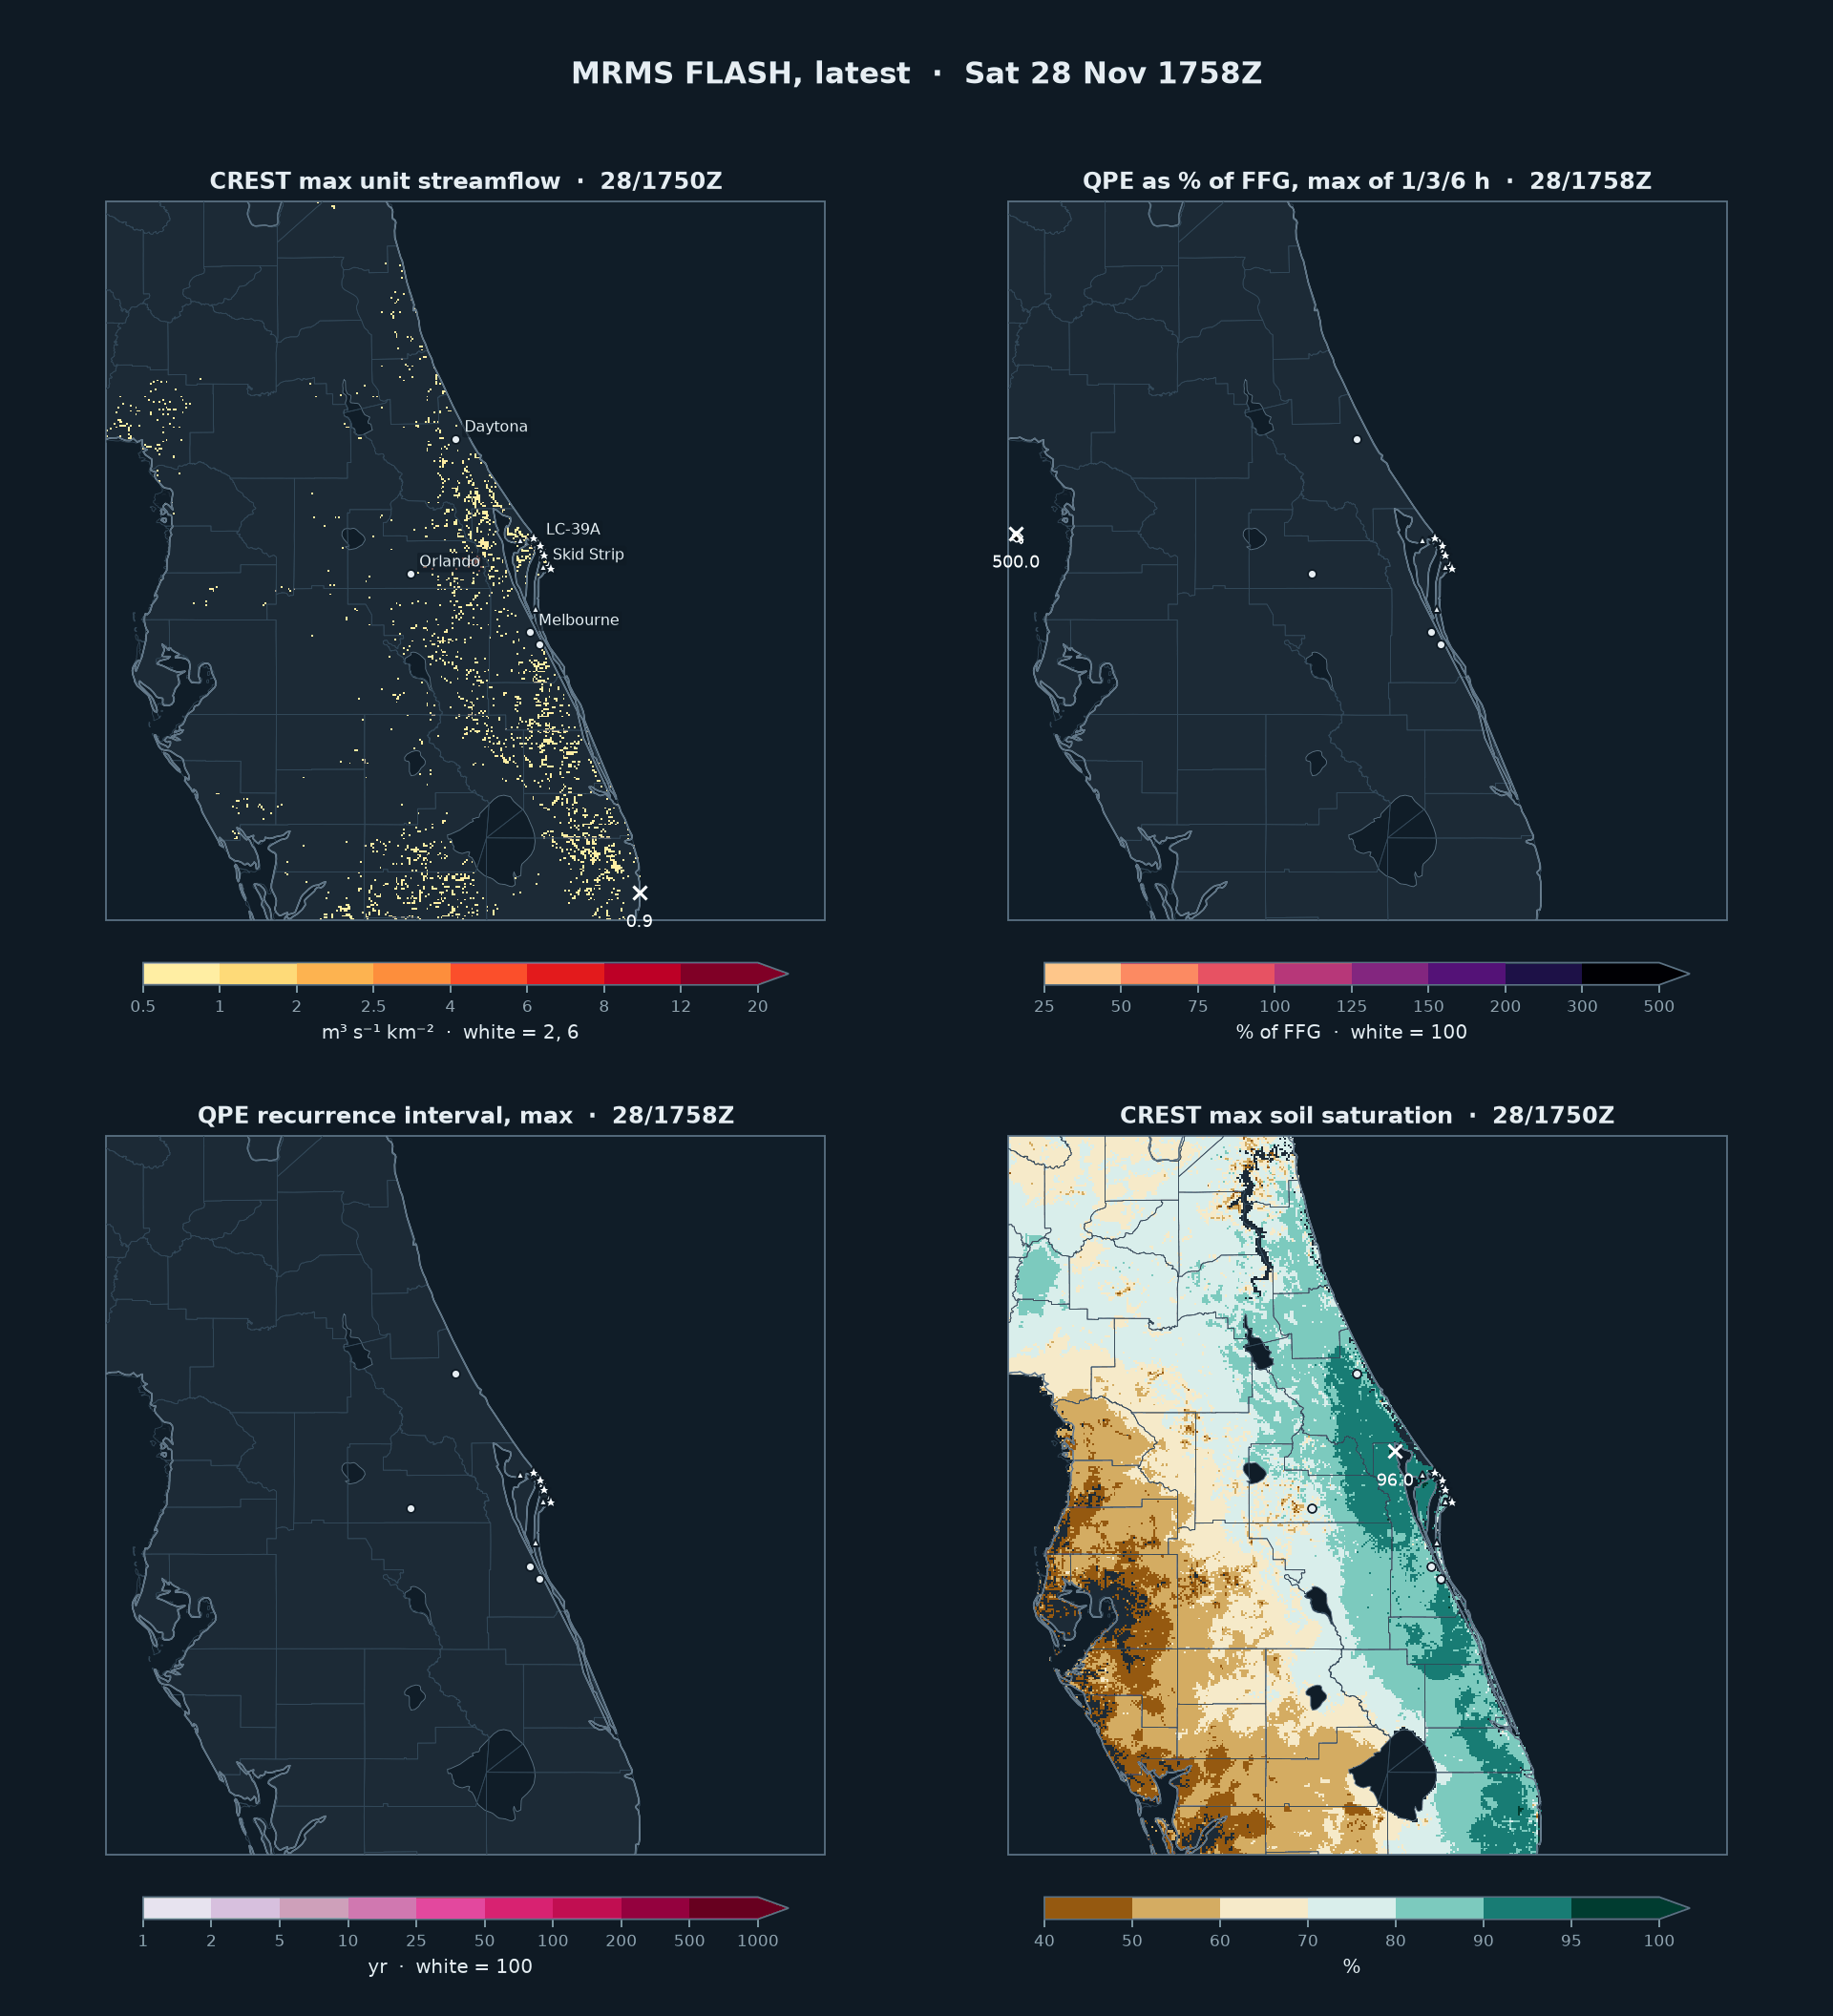 MRMS FLASH, latest · Sat 28 Nov 1758Z
CREST max unit streamflow · 28/1750Z
Daytona
LC-39A
Skid Strip
Orlando
Melbourne
0.9
0.5 1 2 2.5 4 6 8 12 20
m³ s⁻¹ km⁻² · white = 2, 6
QPE as % of FFG, max of 1/3/6 h · 28/1758Z
500.0
25 50 75 100 125 150 200 300 500
% of FFG · white = 100
QPE recurrence interval, max · 28/1758Z
1 2 5 10 25 50 100 200 500 1000
yr · white = 100
CREST max soil saturation · 28/1750Z
96.0
40 50 60 70 80 90 95 100
%